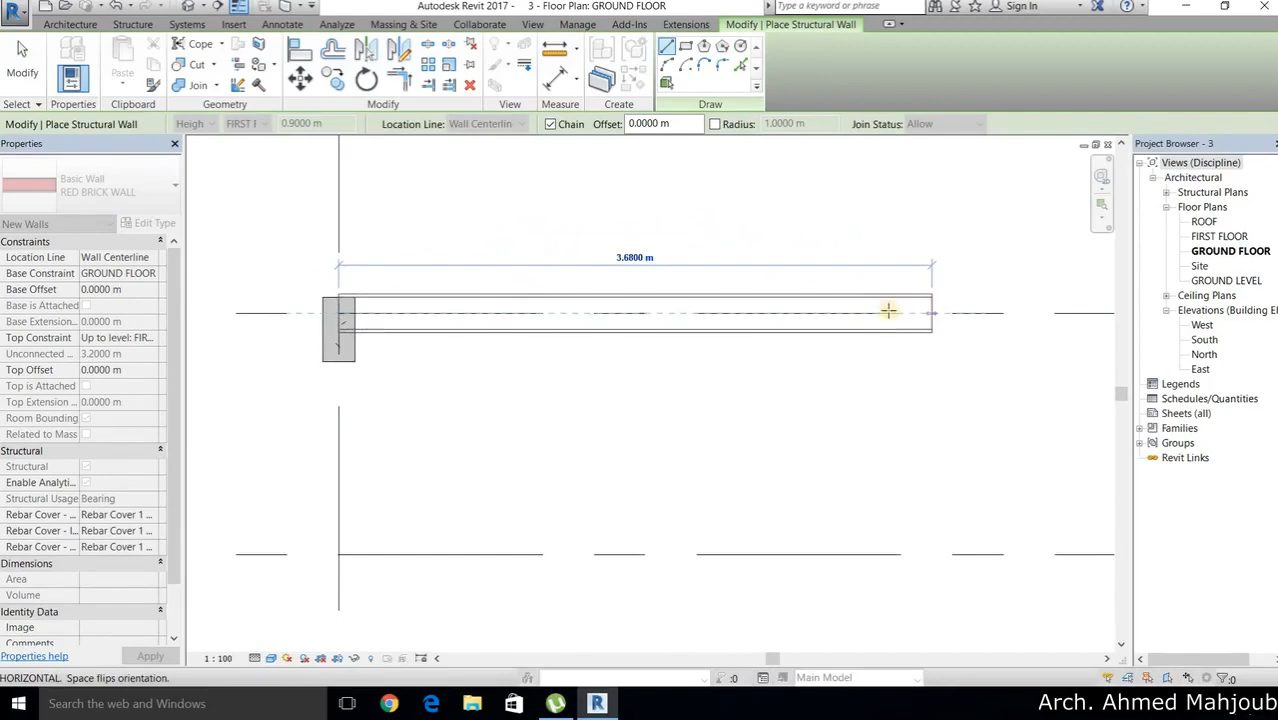 Autodesk Revit 2017 - 3 - Floor Plan: GROUND FLOOR
Type a keyword or phrase
Sign In
Architecture Structure Systems Insert Annotate Analyze Massing & Site Collaborate View Manage Add-Ins Extensions Modify | Place Structural Wall
Modify
Paste
Cope
Cut
Join
Select Properties Clipboard Geometry Modify View Measure Create Draw
Modify | Place Structural Wall Heigh FIRST F 0.9000 m Location Line: Wall Centerlin Chain Offset: 0.0000 m Radius: 1.0000 m Join Status: Allow
Properties
Basic Wall
RED BRICK WALL
New Walls Edit Type
Constraints
Location Line Wall Centerline
Base Constraint GROUND FLOOR
Base Offset 0.0000 m
Base is Attached
Base Extension 0.0000 m
Top Constraint Up to level: FIR...
Unconnected ... 3.2000 m
Top Offset 0.0000 m
Top is Attached
Top Extension 0.0000 m
Room Bounding
Related to Mass
Structural
Structural
Enable Analyti...
Structural Usage Bearing
Rebar Cover - ... Rebar Cover 1 ...
Rebar Cover - I... Rebar Cover 1 ...
Rebar Cover - ... Rebar Cover 1 ...
Dimensions
Area
Volume
Identity Data
Image
Comments
Properties help Apply
3.6800 m
Project Browser - 3
Views (Discipline)
Architectural
Structural Plans
Floor Plans
ROOF
FIRST FLOOR
GROUND FLOOR
Site
GROUND LEVEL
Ceiling Plans
Elevations (Building El
West
South
North
East
Legends
Schedules/Quantities
Sheets (all)
Families
Groups
Revit Links
1 : 100
HORIZONTAL. Space flips orientation.
:0
Main Model
:0
Search the web and Windows
Arch. Ahmed Mahjoub